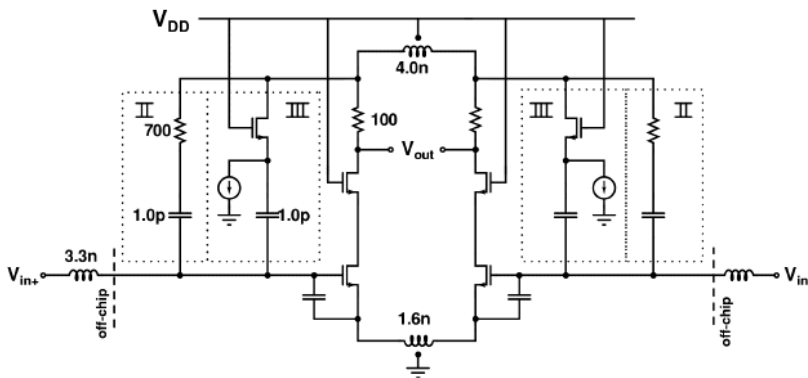 VDD
4.0n
II
700
III
100
III
II
Vout
1.0p
1.0p
3.3n
Vin+
off-chip
1.6n
off-chip
Vin